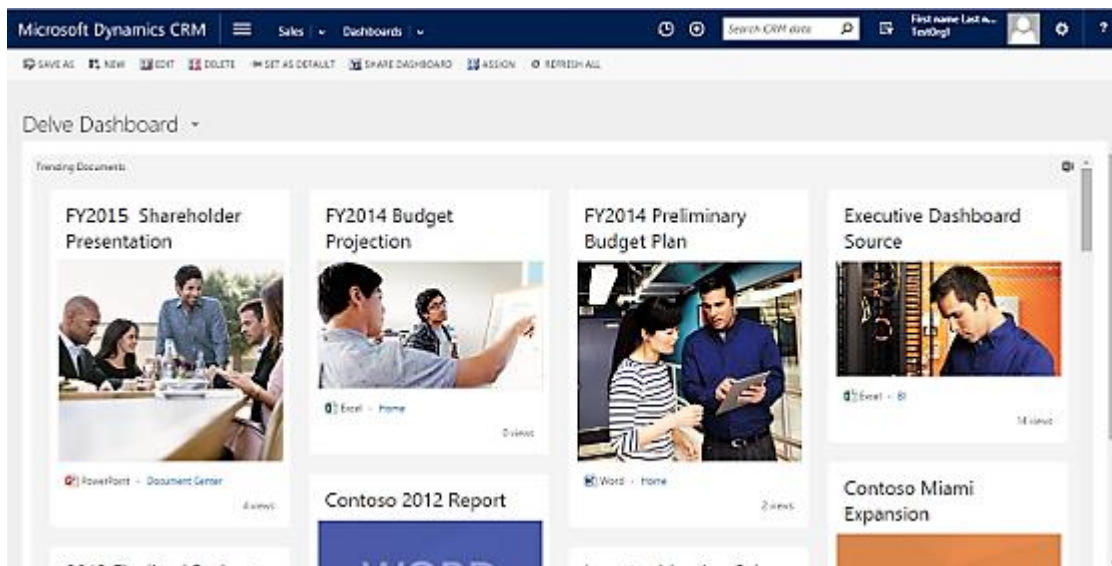 Microsoft Dynamics CRM Sales Dashboards Search CRM data First name Last n... ?
TestOrg1
SAVE AS NEW EDIT DELETE SET AS DEFAULT SHARE DASHBOARD ASSIGN REFRESH ALL
Delve Dashboard
Trending Documents
FY2015 Shareholder
Presentation
PowerPoint - Document Center
4 views
FY2014 Budget
Projection
Excel - Home
0 views
FY2014 Preliminary
Budget Plan
Word - Home
2 views
Executive Dashboard
Source
Excel - BI
14 views
Contoso 2012 Report
WORD
Contoso Miami
Expansion